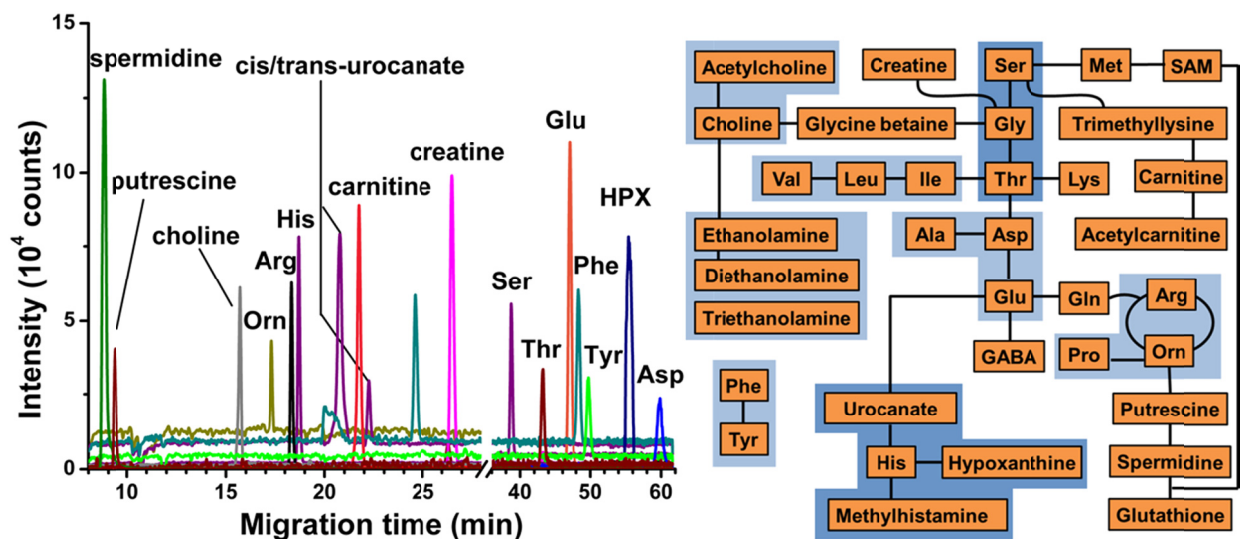 Intensity (10⁴ counts)
15
10
5
0
spermidine
putrescine
choline
Orn
Arg
His
cis/trans-urocanate
carnitine
creatine
Ser
Thr
Glu
Phe
Tyr
HPX
Asp
10 15 20 25 40 50 60
Migration time (min)
Acetylcholine Creatine Ser Met SAM
Choline Glycine betaine Gly Trimethyllysine
Val Leu Ile Thr Lys Carnitine
Ethanolamine Ala Asp Acetylcarnitine
Diethanolamine
Triethanolamine Glu Gln Arg
GABA Pro Orn
Phe
Tyr
Urocanate Putrescine
His Hypoxanthine Spermidine
Methylhistamine Glutathione